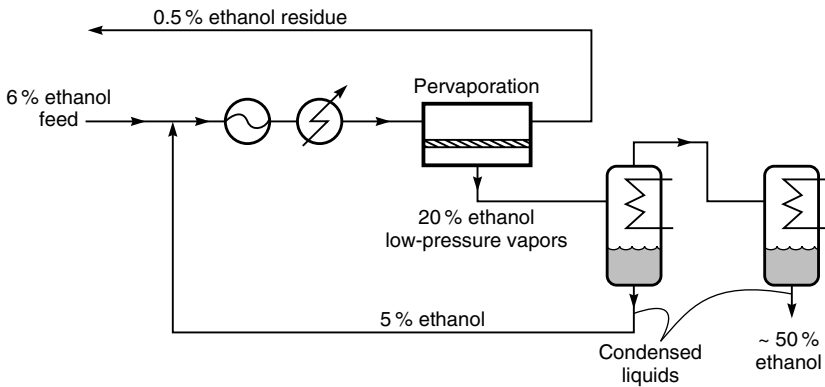 0.5 % ethanol residue
6 % ethanol
feed
Pervaporation
20 % ethanol
low-pressure vapors
5 % ethanol
Condensed
liquids
~ 50 %
ethanol